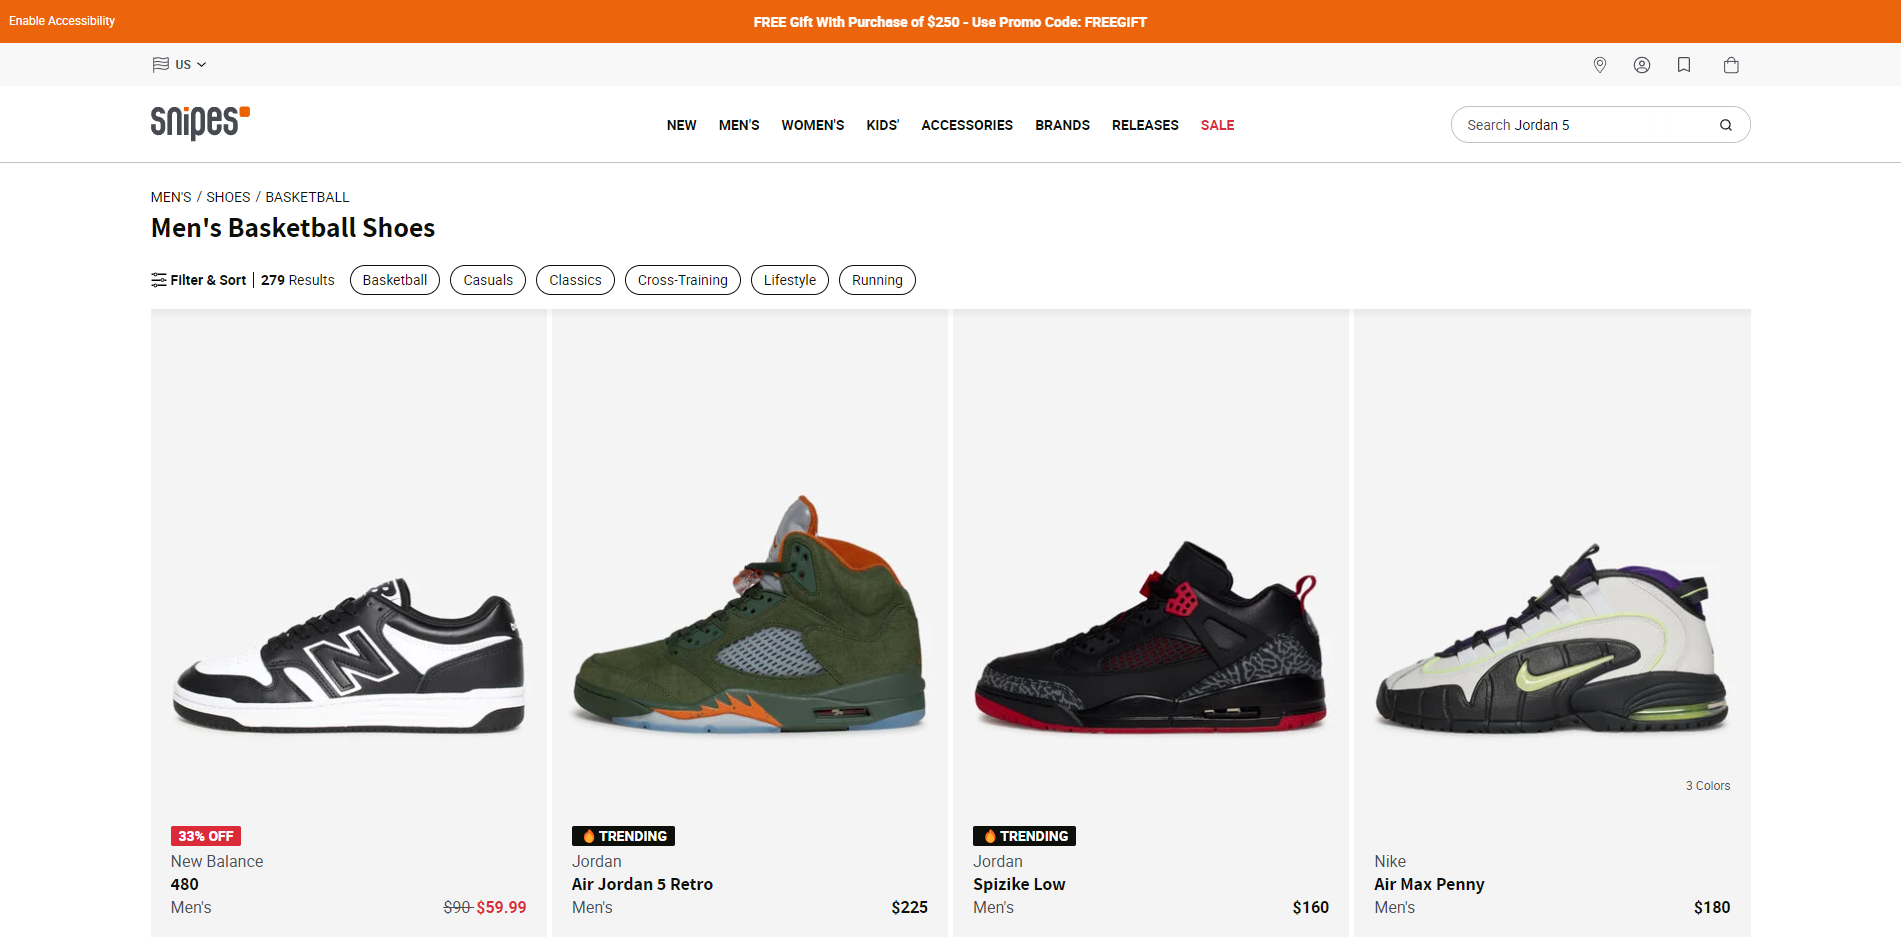 Enable Accessibility
FREE Gift With Purchase of $250 - Use Promo Code: FREEGIFT
US
snipes
NEW MEN'S WOMEN'S KIDS' ACCESSORIES BRANDS RELEASES SALE
Search Jordan 5
MEN'S / SHOES / BASKETBALL
Men's Basketball Shoes
Filter & Sort | 279 Results
Basketball Casuals Classics Cross-Training Lifestyle Running
33% OFF
New Balance
480
Men's
$90 $59.99
TRENDING
Jordan
Air Jordan 5 Retro
Men's
$225
TRENDING
Jordan
Spizike Low
Men's
$160
3 Colors
Nike
Air Max Penny
Men's
$180